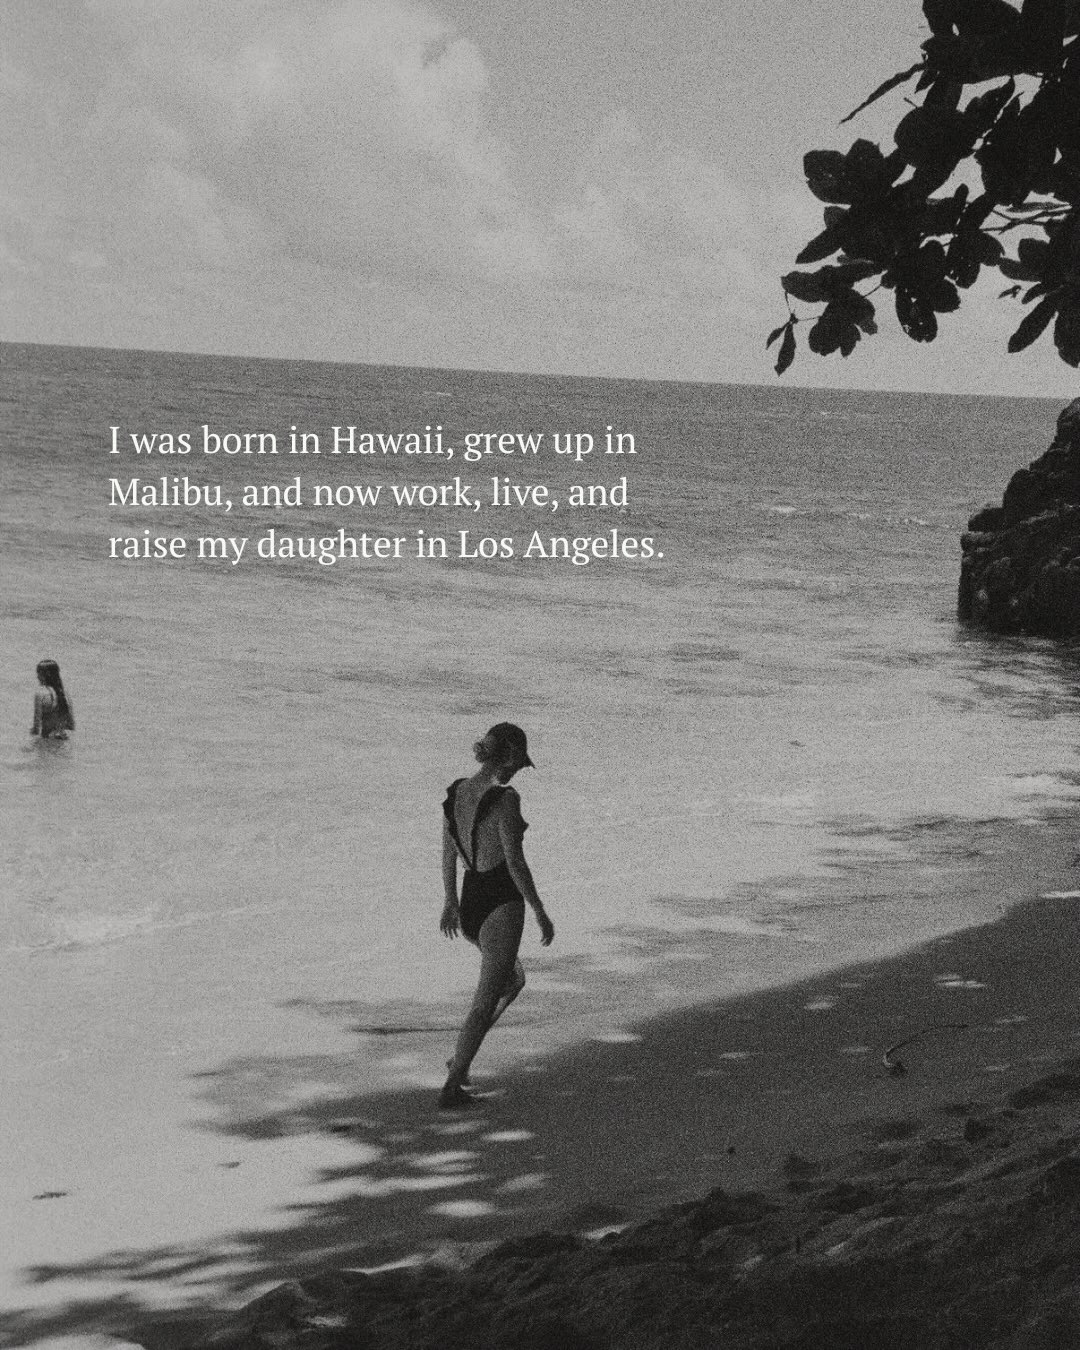 I was born in Hawaii, grew up in
Malibu, and now work, live, and
raise my daughter in Los Angeles.